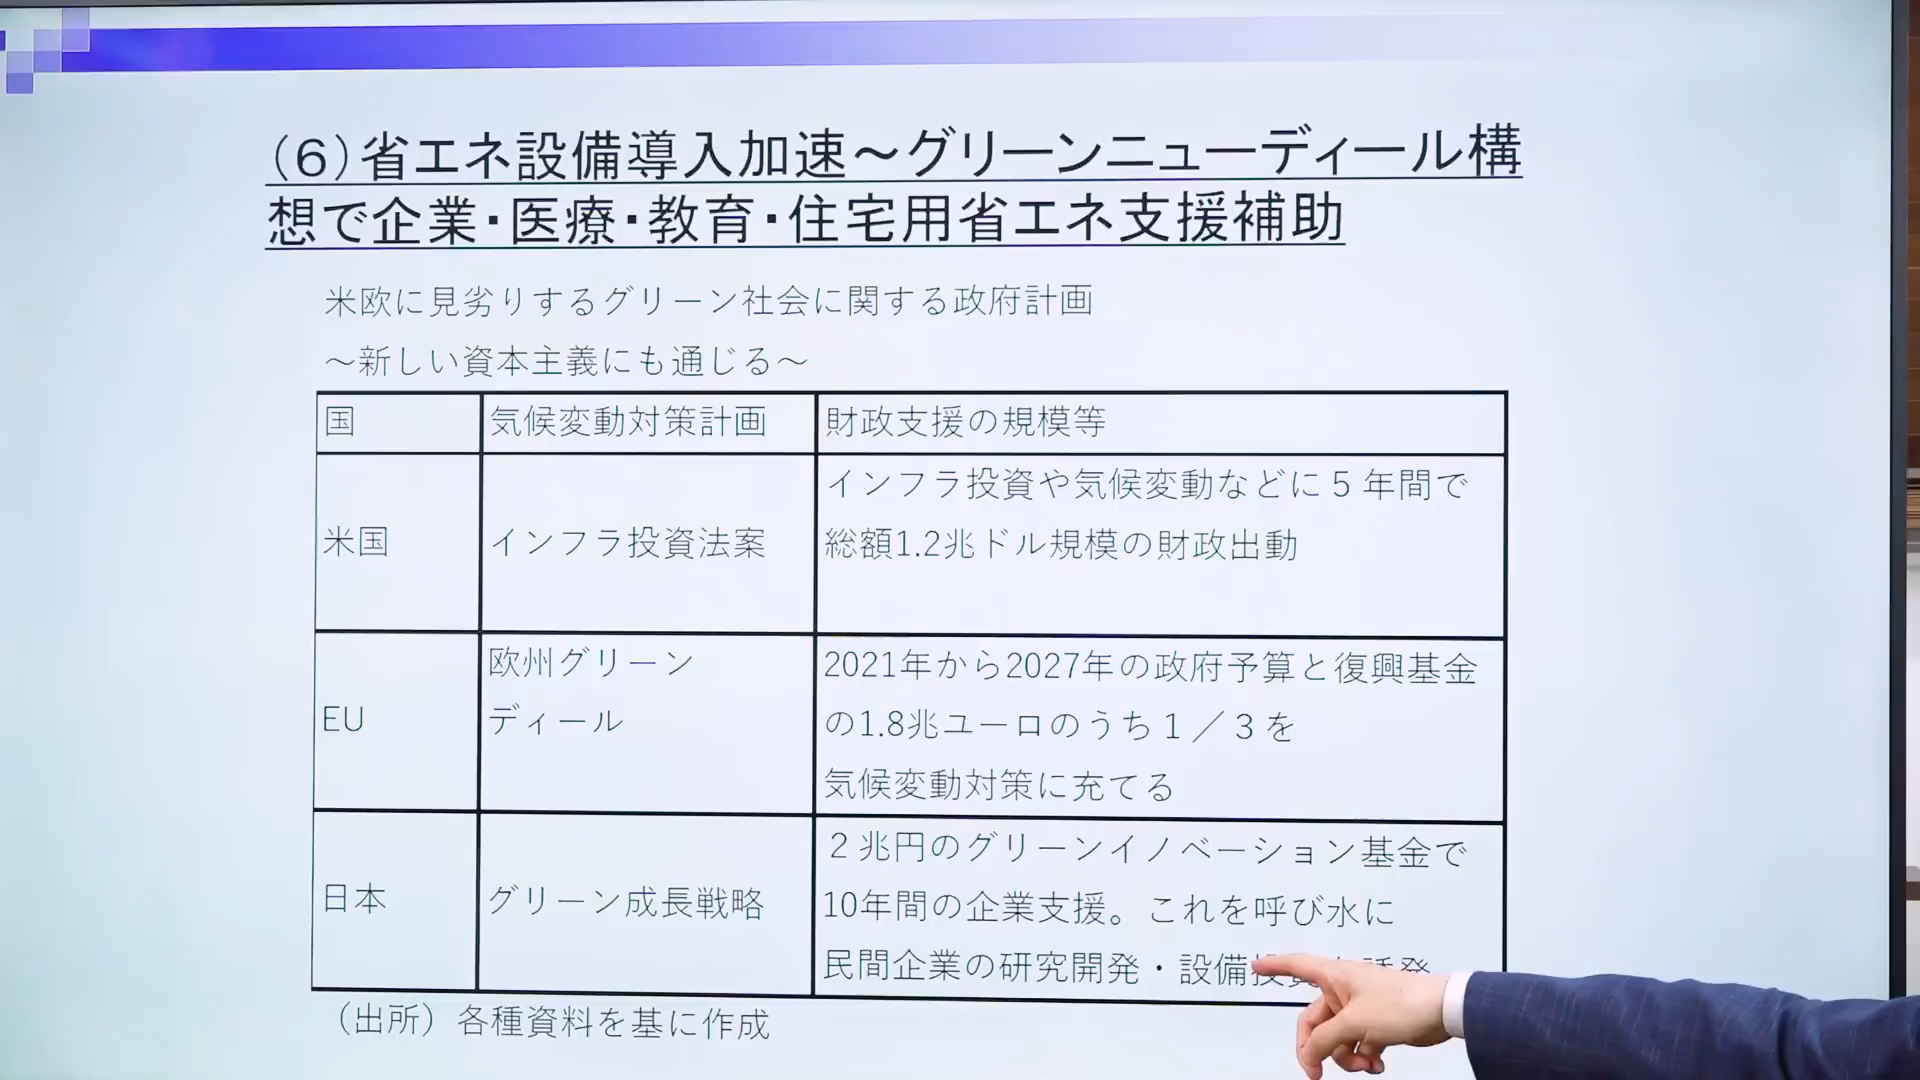 （6）省エネ設備導入加速～グリーンニューディール構
想で企業・医療・教育・住宅用省エネ支援補助
米欧に見劣りするグリーン社会に関する政府計画
～新しい資本主義にも通じる～
国
気候変動対策計画
財政支援の規模等
米国
インフラ投資法案
インフラ投資や気候変動などに５年間で
総額1.2兆ドル規模の財政出動
EU
欧州グリーン
ディール
2021年から2027年の政府予算と復興基金
の1.8兆ユーロのうち１／３を
気候変動対策に充てる
日本
グリーン成長戦略
２兆円のグリーンイノベーション基金で
10年間の企業支援。これを呼び水に
民間企業の研究開発・設備投資
（出所）各種資料を基に作成